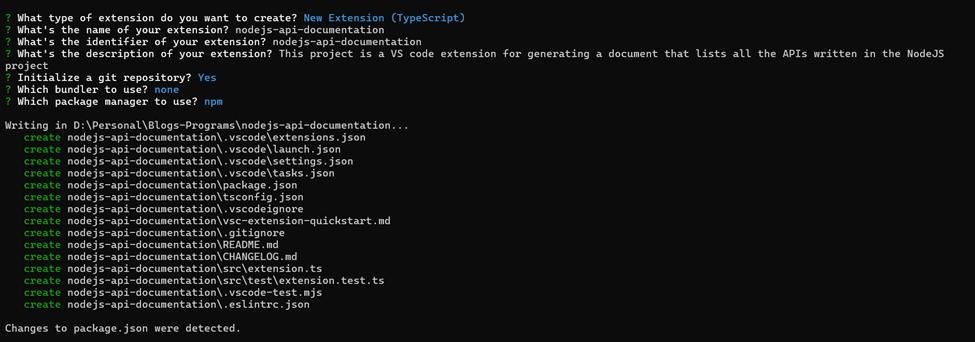 ? What type of extension do you want to create? New Extension (TypeScript)
? What's the name of your extension? nodejs-api-documentation
? What's the identifier of your extension? nodejs-api-documentation
? What's the description of your extension? This project is a VS code extension for generating a document that lists all the APIs written in the NodeJS
project
? Initialize a git repository? Yes
? Which bundler to use? none
? Which package manager to use? npm
Writing in D:\Personal\Blogs-Programs\nodejs-api-documentation...
create nodejs-api-documentation\.vscode\extensions.json
create nodejs-api-documentation\.vscode\launch.json
create nodejs-api-documentation\.vscode\settings.json
create nodejs-api-documentation\.vscode\tasks.json
create nodejs-api-documentation\package.json
create nodejs-api-documentation\tsconfig.json
create nodejs-api-documentation\.vscodeignore
create nodejs-api-documentation\vsc-extension-quickstart.md
create nodejs-api-documentation\.gitignore
create nodejs-api-documentation\README.md
create nodejs-api-documentation\CHANGELOG.md
create nodejs-api-documentation\src\extension.ts
create nodejs-api-documentation\src\test\extension.test.ts
create nodejs-api-documentation\.vscode-test.mjs
create nodejs-api-documentation\.eslintrc.json
Changes to package.json were detected.